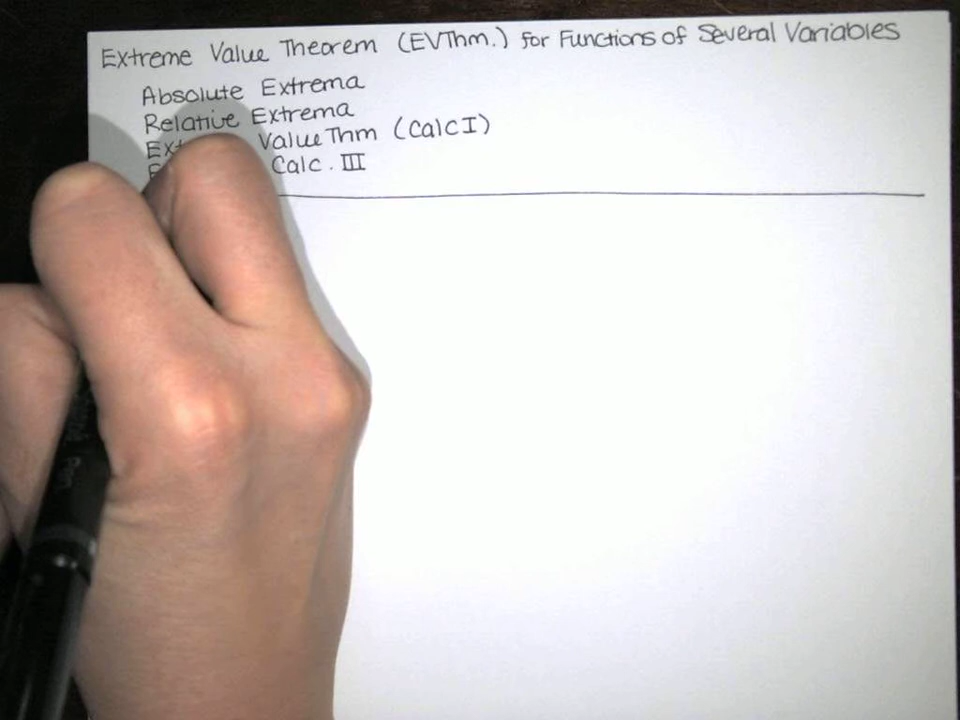 Extreme Value Theorem (EVThm.) for Functions of Several Variables
Absolute Extrema
Relative Extrema
Value Thm (Calc I)
Calc. III